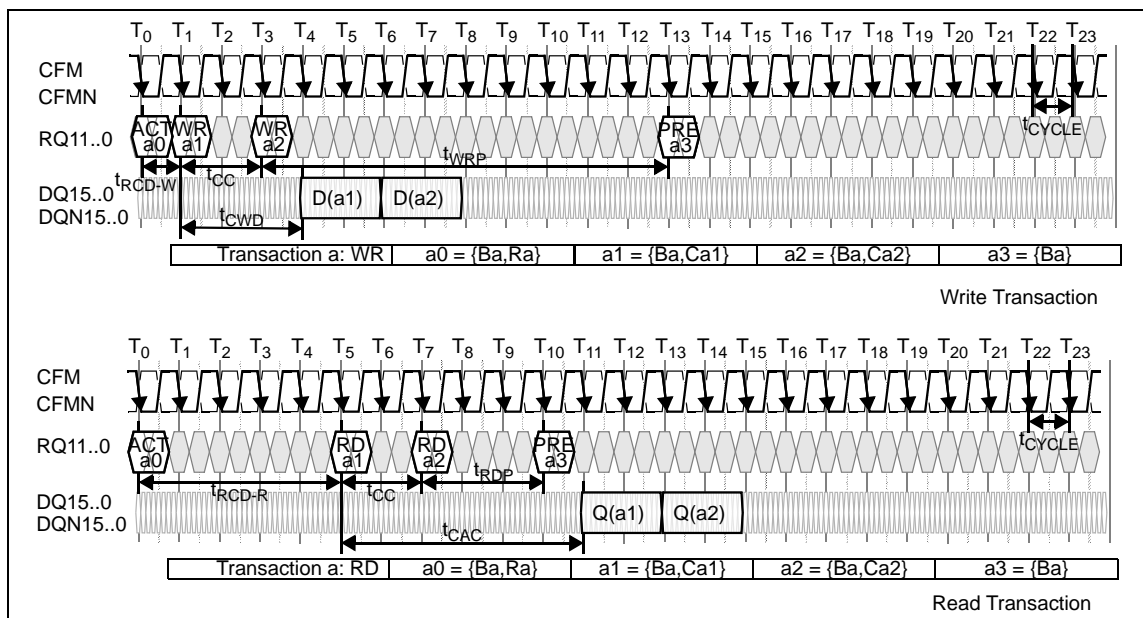 T0 T1 T2 T3 T4 T5 T6 T7 T8 T9 T10 T11 T12 T13 T14 T15 T16 T17 T18 T19 T20 T21 T22 T23
CFM
CFMN
RQ11..0
ACT a0
WR a1
WR a2
PRE a3
tCYCLE
tRCD-W
tCC
tWRP
DQ15..0
DQN15..0
D(a1)
D(a2)
tCWD
Transaction a: WR a0 = {Ba,Ra} a1 = {Ba,Ca1} a2 = {Ba,Ca2} a3 = {Ba}
Write Transaction
T0 T1 T2 T3 T4 T5 T6 T7 T8 T9 T10 T11 T12 T13 T14 T15 T16 T17 T18 T19 T20 T21 T22 T23
CFM
CFMN
RQ11..0
ACT a0
RD a1
RD a2
PRE a3
tCYCLE
tRCD-R
tCC
tRDP
DQ15..0
DQN15..0
Q(a1)
Q(a2)
tCAC
Transaction a: RD a0 = {Ba,Ra} a1 = {Ba,Ca1} a2 = {Ba,Ca2} a3 = {Ba}
Read Transaction